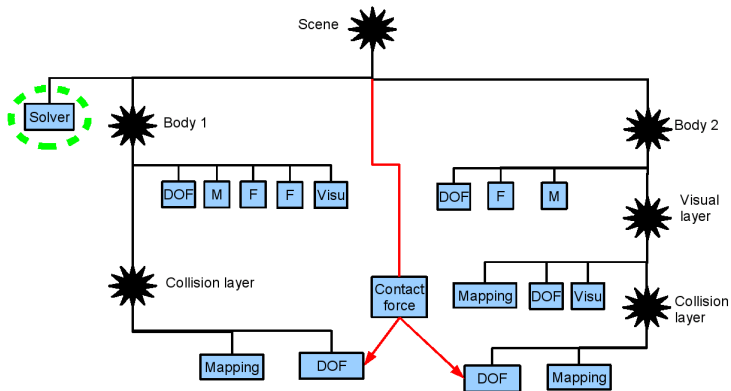 Scene
Solver
Body 1
Body 2
DOF
M
F
F
Visu
DOF
F
M
Visual
layer
Collision layer
Contact
force
Mapping
DOF
Visu
Collision
layer
Mapping
DOF
DOF
Mapping